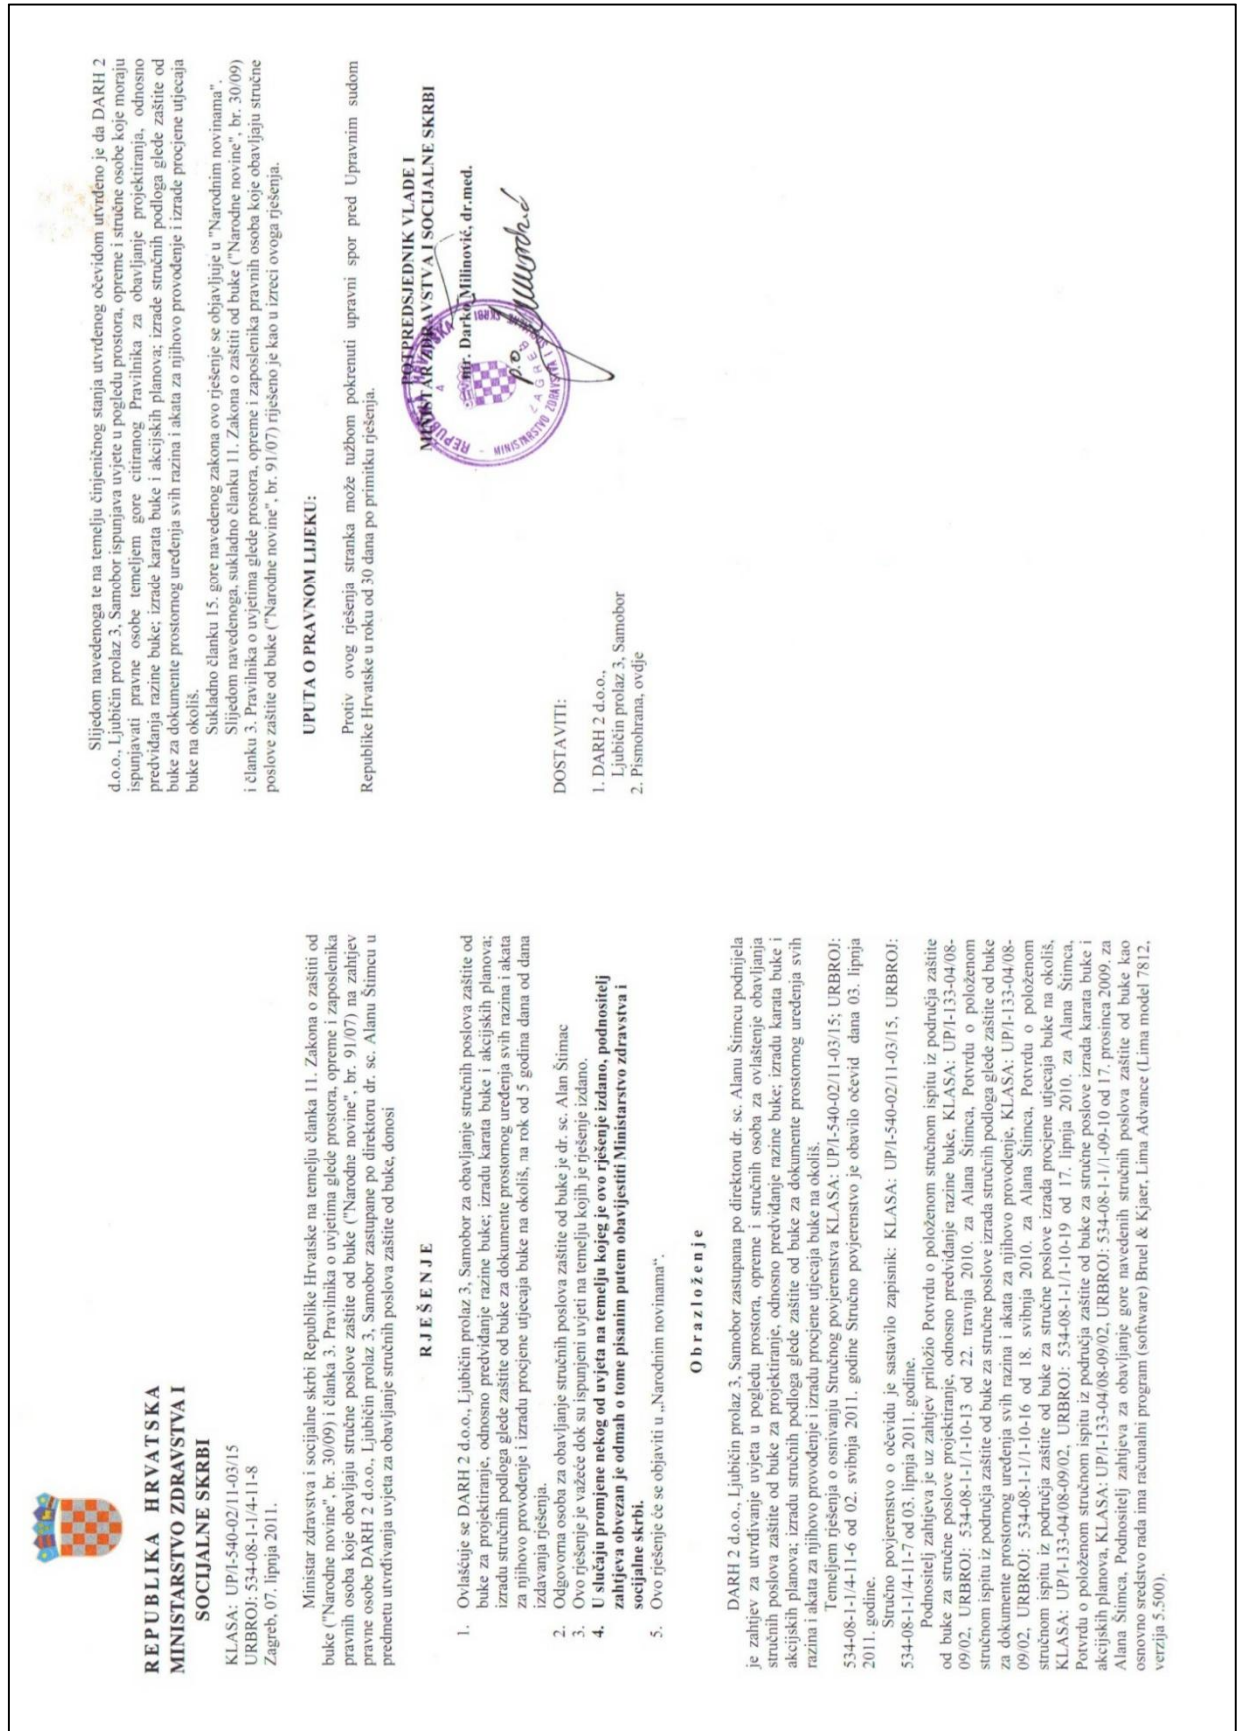 REPUBLIKA HRVATSKA
MINISTARSTVO ZDRAVSTVA I
SOCIJALNE SKRBI
KLASA: UP/I-540-02/11-03/15
URBROJ: 534-08-1-1/4-11-8
Zagreb, 07. lipnja 2011.
Ministar zdravstva i socijalne skrbi Republike Hrvatske na temelju članka 11. Zakona o zaštiti od
buke ("Narodne novine", br. 30/09) i članka 3. Pravilnika o uvjetima glede prostora, opreme i zaposlenika
pravnih osoba koje obavljaju stručne poslove zaštite od buke ("Narodne novine", br. 91/07) na zahtjev
pravne osobe DARH 2 d.o.o., Ljubičin prolaz 3, Samobor zastupane po direktoru dr. sc. Alanu Štimcu u
predmetu utvrđivanja uvjeta za obavljanje stručnih poslova zaštite od buke, donosi
RJEŠENJE
1. Ovlašćuje se DARH 2 d.o.o., Ljubičin prolaz 3, Samobor za obavljanje stručnih poslova zaštite od
buke za projektiranje, odnosno predviđanje razine buke; izradu karata buke i akcijskih planova;
izradu stručnih podloga glede zaštite od buke za dokumente prostornog uređenja svih razina i akata
za njihovo provođenje i izradu procjene utjecaja buke na okoliš, na rok od 5 godina dana od dana
izdavanja rješenja.
2. Odgovorna osoba za obavljanje stručnih poslova zaštite od buke je dr. sc. Alan Štimac
3. Ovo rješenje je važeće dok su ispunjeni uvjeti na temelju kojih je rješenje izdano.
4. U slučaju promjene nekog od uvjeta na temelju kojeg je ovo rješenje izdano, podnositelj
zahtjeva obvezan je odmah o tome pisanim putem obavijestiti Ministarstvo zdravstva i
socijalne skrbi.
5. Ovo rješenje će se objaviti u „Narodnim novinama“.
Obrazloženje
DARH 2 d.o.o., Ljubičin prolaz 3, Samobor zastupana po direktoru dr. sc. Alanu Štimcu podnijela
je zahtjev za utvrđivanje uvjeta u pogledu prostora, opreme i stručnih osoba za ovlaštenje obavljanja
stručnih poslova zaštite od buke za projektiranje, odnosno predviđanje razine buke; izradu karata buke i
akcijskih planova; izradu stručnih podloga glede zaštite od buke za dokumente prostornog uređenja svih
razina i akata za njihovo provođenje i izradu procjene utjecaja buke na okoliš.
Temeljem rješenja o osnivanju Stručnog povjerenstva KLASA: UP/I-540-02/11-03/15; URBROJ:
534-08-1-1/4-11-6 od 02. svibnja 2011. godine Stručno povjerenstvo je obavilo očevid dana 03. lipnja
2011. godine.
Stručno povjerenstvo o očevidu je sastavilo zapisnik: KLASA: UP/I-540-02/11-03/15, URBROJ:
534-08-1-1/4-11-7 od 03. lipnja 2011. godine.
Podnositelj zahtjeva je uz zahtjev priložio Potvrdu o položenom stručnom ispitu iz područja zaštite
od buke za stručne poslove projektiranje, odnosno predviđanje razine buke, KLASA: UP/I-133-04/08-
09/02, URBROJ: 534-08-1-1/1-10-13 od 22. travnja 2010. za Alana Štimca, Potvrdu o položenom
stručnom ispitu iz područja zaštite od buke za stručne poslove izrada stručnih podloga glede zaštite od buke
za dokumente prostornog uređenja svih razina i akata za njihovo provođenje, KLASA: UP/I-133-04/08-
09/02, URBROJ: 534-08-1-1/1-10-16 od 18. svibnja 2010. za Alana Štimca, Potvrdu o položenom
stručnom ispitu iz područja zaštite od buke za stručne poslove izrada procjene utjecaja buke na okoliš,
KLASA: UP/I-133-04/08-09/02, URBROJ: 534-08-1-1/1-10-19 od 17. lipnja 2010. za Alana Štimca,
Potvrdu o položenom stručnom ispitu iz područja zaštite od buke za stručne poslove izrada karata buke i
akcijskih planova, KLASA: UP/I-133-04/08-09/02, URBROJ: 534-08-1-1/1-09-10 od 17. prosinca 2009. za
Alana Štimca, Podnositelj zahtjeva za obavljanje gore navedenih stručnih poslova zaštite od buke kao
osnovno sredstvo rada ima računalni program (software) Bruel & Kjaer, Lima Advance (Lima model 7812,
verzija 5.500).
Slijedom navedenoga te na temelju činjeničnog stanja utvrđenog očevidom utvrđeno je da DARH 2
d.o.o., Ljubičin prolaz 3, Samobor ispunjava uvjete u pogledu prostora, opreme i stručne osobe koje moraju
ispunjavati pravne osobe temeljem gore citiranog Pravilnika za obavljanje projektiranja, odnosno
predviđanja razine buke; izrade karata buke i akcijskih planova; izrade stručnih podloga glede zaštite od
buke za dokumente prostornog uređenja svih razina i akata za njihovo provođenje i izrade procjene utjecaja
buke na okoliš.
Sukladno članku 15. gore navedenog zakona ovo rješenje se objavljuje u "Narodnim novinama".
Slijedom navedenoga, sukladno članku 11. Zakona o zaštiti od buke ("Narodne novine", br. 30/09)
i članku 3. Pravilnika o uvjetima glede prostora, opreme i zaposlenika pravnih osoba koje obavljaju stručne
poslove zaštite od buke ("Narodne novine", br. 91/07) riješeno je kao u izreci ovoga rješenja.
UPUTA O PRAVNOM LIJEKU:
Protiv ovog rješenja stranka može tužbom pokrenuti upravni spor pred Upravnim sudom
Republike Hrvatske u roku od 30 dana po primitku rješenja.
POTPREDSJEDNIK VLADE I
MINISTAR ZDRAVSTVA I SOCIJALNE SKRBI
mr. Darko Milinović, dr.med.
p.o.
REPUBLIKA HRVATSKA
MINISTARSTVO ZDRAVSTVA I SOCIJALNE SKRBI
ZAGREB
DOSTAVITI:
1. DARH 2 d.o.o.,
Ljubičin prolaz 3, Samobor
2. Pismohrana, ovdje